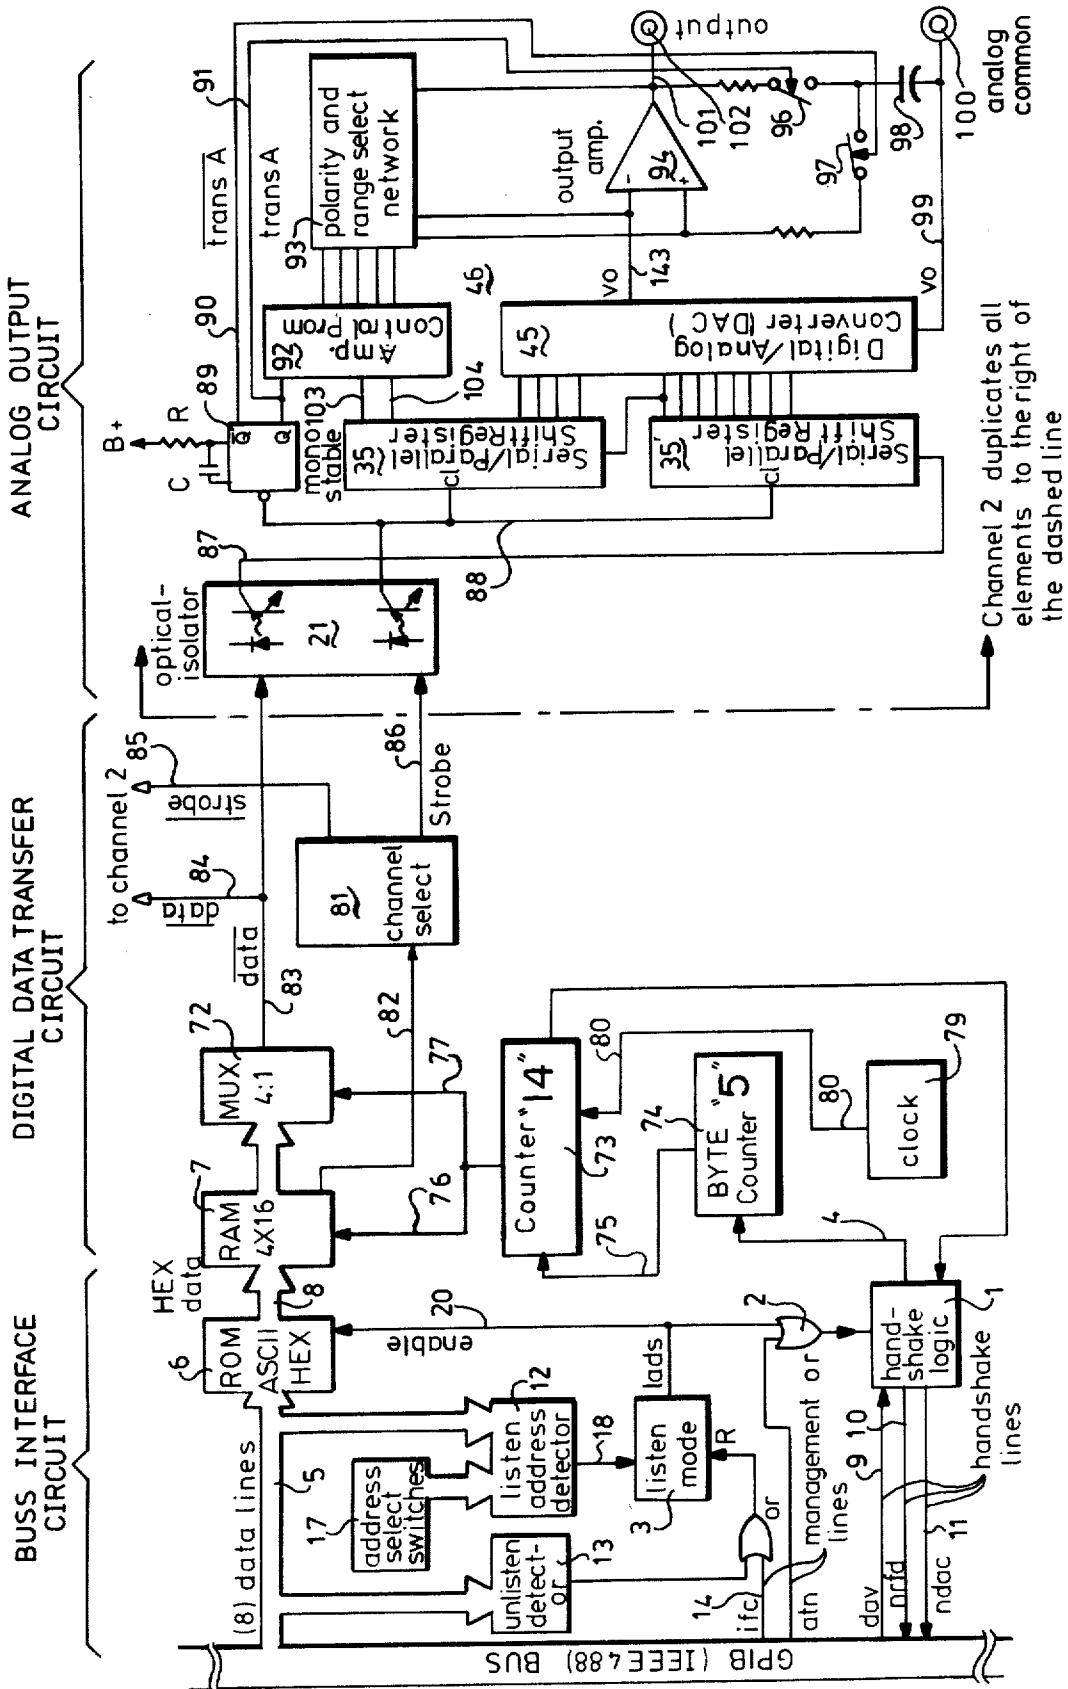 BUSS INTERFACE
CIRCUIT
DIGITAL DATA TRANSFER
CIRCUIT
ANALOG OUTPUT
CIRCUIT
GPIB (IEEE 488) BUS
(8) data lines
5
6
ROM
ASCII
HEX
HEX
data
8
7
RAM
4X16
72
MUX
4:1
83
data
to channel 2
data
84
strobe
85
81
channel
select
82
86
Strobe
77
76
Counter "14"
73
75
74
BYTE "5"
Counter
80
80
clock
79
4
1
hand-
shake
logic
2
or
20
enable
lads
12
listen
address
detector
18
17
address
select
switches
listen
mode
3
R
or
unlisten
detect-
or
13
14
ifc
atn
management
lines
dav
nrfd
ndac
9
10
11
handshake
lines
optical-
isolator
21
87
88
Channel 2 duplicates all
elements to the right of
the dashed line
B+
R
C
89
Q
Q
mono
stable
90
91
trans A
trans A
92
Amp.
Control Prom
103
104
93
polarity and
range select
network
35
Serial/Parallel
Shift Register
cl
35'
Serial/Parallel
Shift Register
cl
45
Digital/Analog
Converter (DAC)
46
vo
143
vo
99
output
amp.
94
-
+
101
102
output
96
97
98
100
analog
common